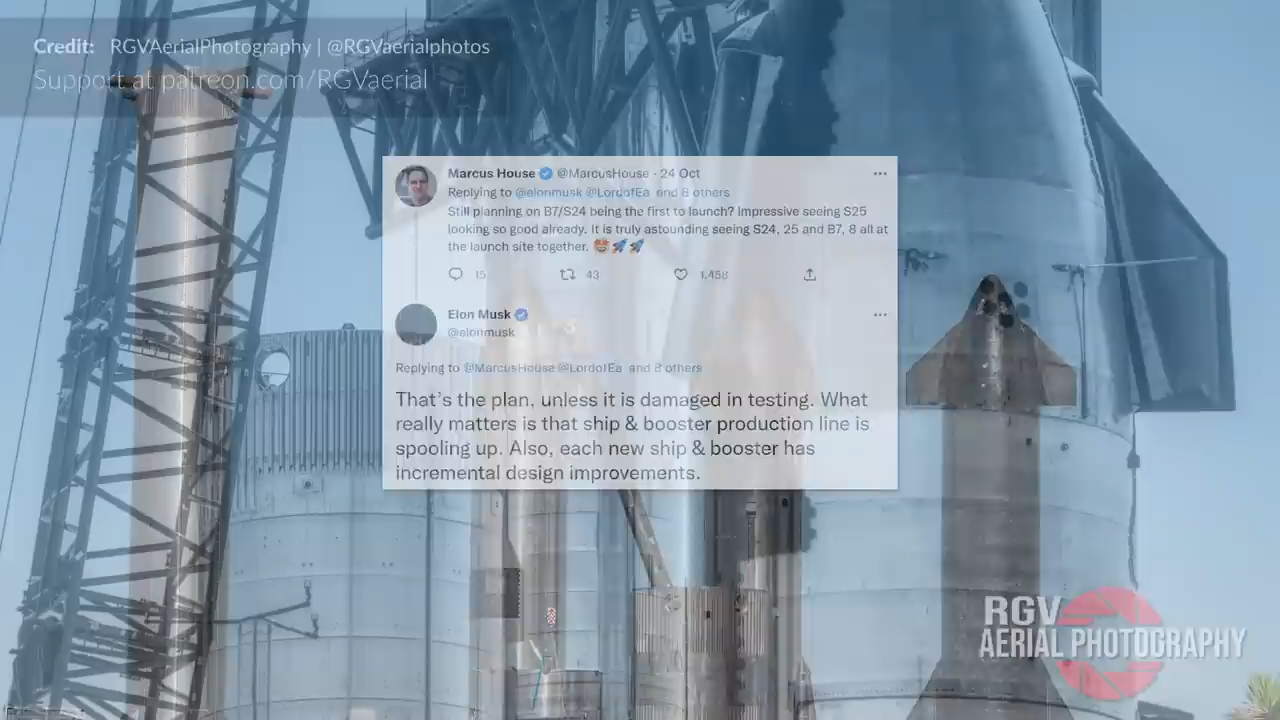 Credit: RGVAerialPhotography | @RGVaerialphotos
Support at patreon.com/RGVaerial
Marcus House @MarcusHouse · 24 Oct
Replying to @elonmusk @LordofEa and 8 others
Still planning on B7/S24 being the first to launch? Impressive seeing S25
looking so good already. It is truly astounding seeing S24, 25 and B7, 8 all at
the launch site together. 🤩🚀🚀
15 43 1,458
Elon Musk
@elonmusk
Replying to @MarcusHouse @LordofEa and 8 others
That's the plan, unless it is damaged in testing. What
really matters is that ship & booster production line is
spooling up. Also, each new ship & booster has
incremental design improvements.
RGV
AERIAL PHOTOGRAPHY